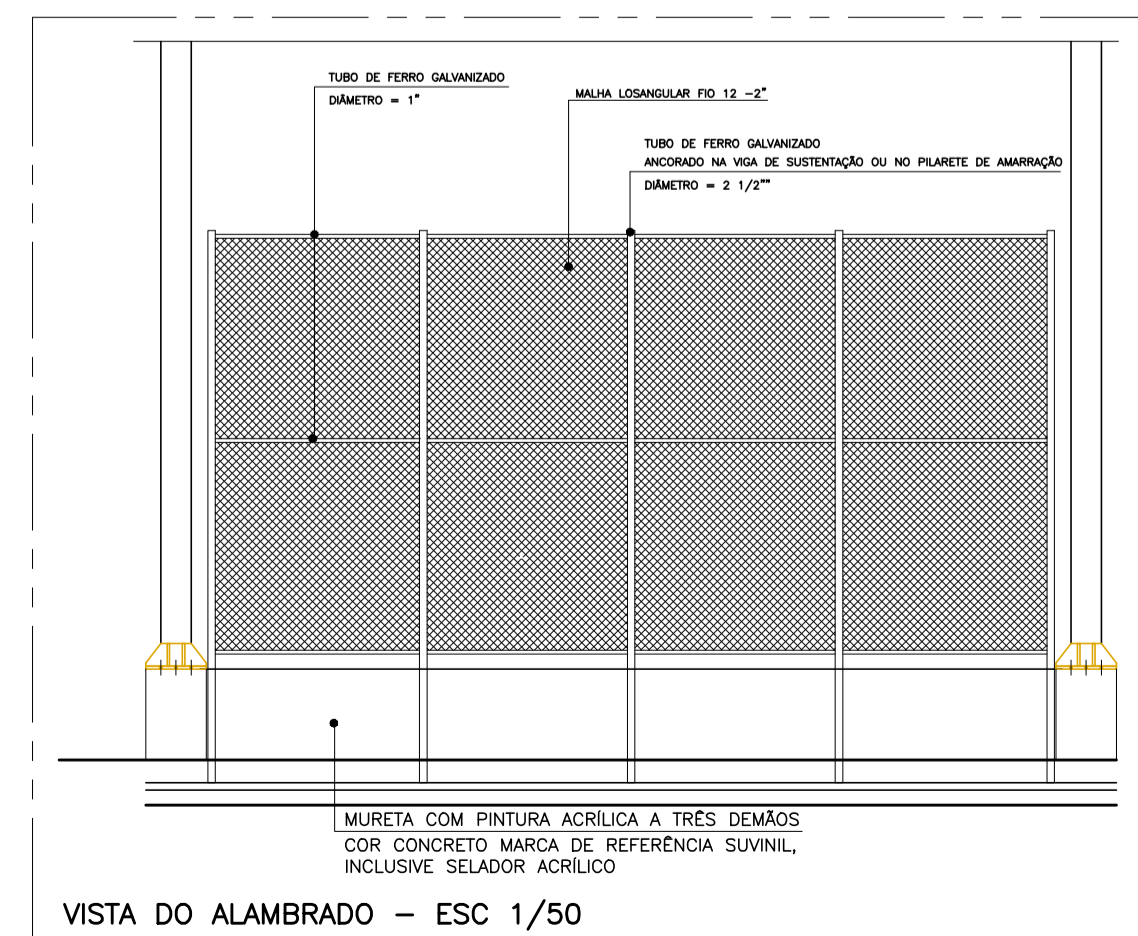 TUBO DE FERRO GALVANIZADO
DIÂMETRO = 1"
MALHA LOSANGULAR FIO 12 -2"
TUBO DE FERRO GALVANIZADO
ANCORADO NA VIGA DE SUSTENTAÇÃO OU NO PILARETE DE AMARRAÇÃO
DIÂMETRO = 2 1/2""
MURETA COM PINTURA ACRÍLICA A TRÊS DEMÃOS
COR CONCRETO MARCA DE REFERÊNCIA SUVINIL,
INCLUSIVE SELADOR ACRÍLICO
VISTA DO ALAMBRADO - ESC 1/50